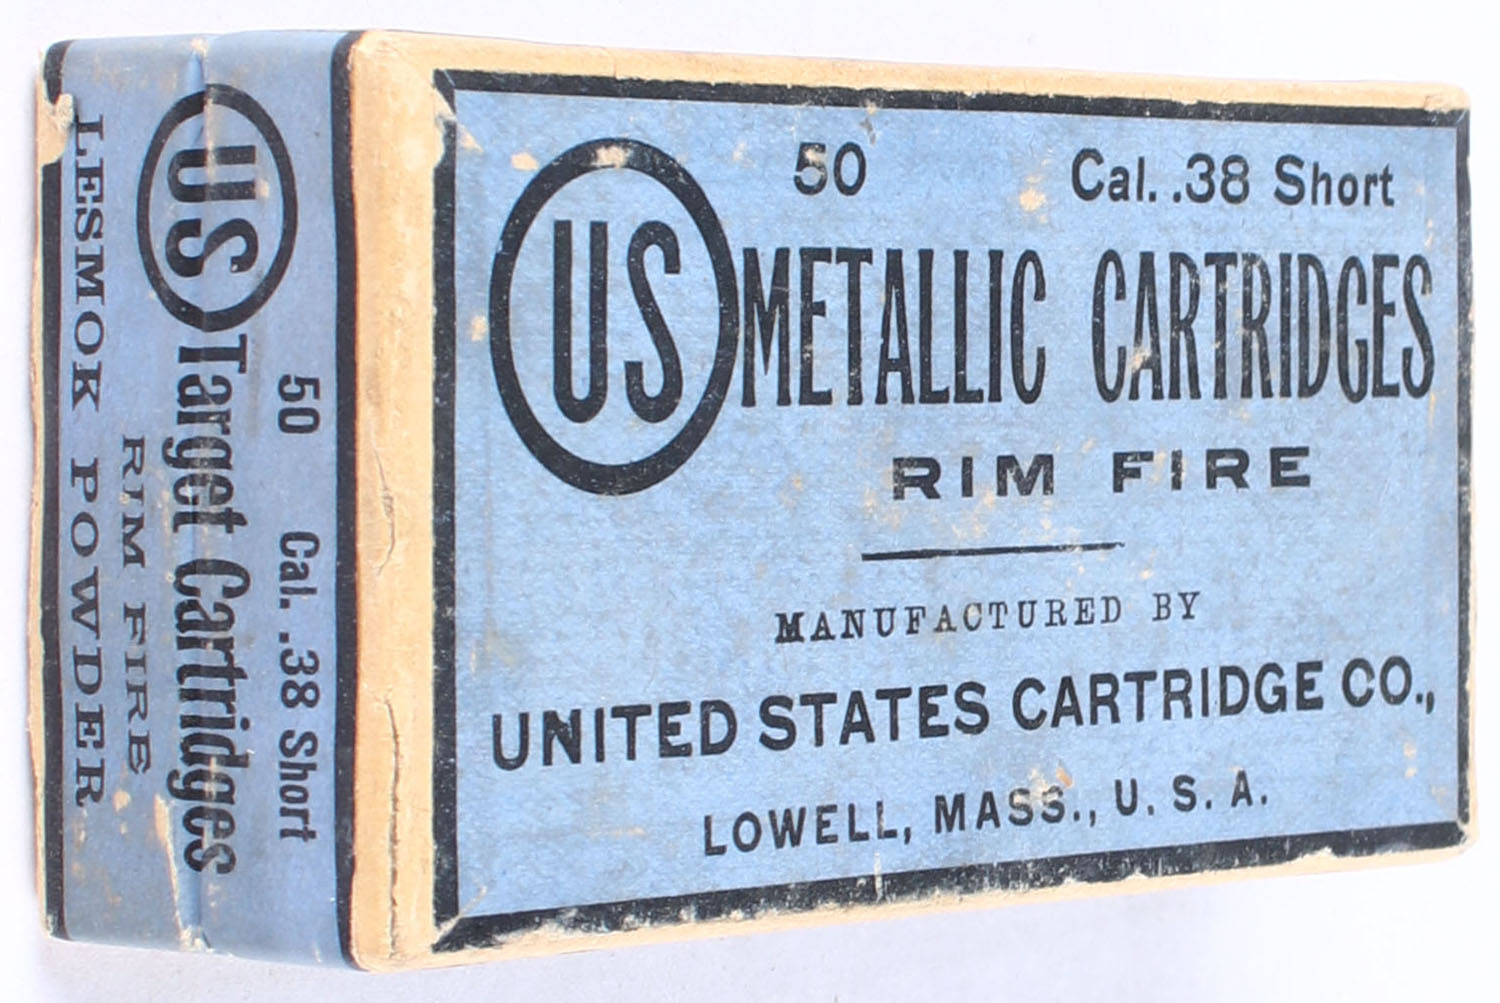 50 Cal. .38 Short
US METALLIC CARTRIDGES
RIM FIRE
MANUFACTURED BY
UNITED STATES CARTRIDGE CO.,
LOWELL, MASS., U. S. A.
50 Cal. .38 Short
US Target Cartridges
RIM FIRE
LESMOK POWDER